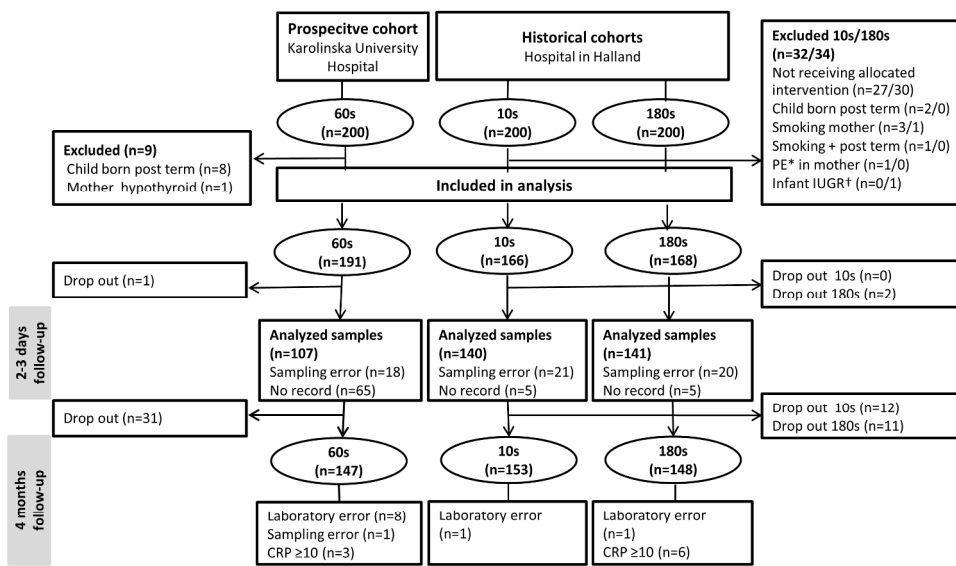 Prospecitve cohort
Karolinska University
Hospital
Historical cohorts
Hospital in Halland
Excluded 10s/180s
(n=32/34)
Not receiving allocated
intervention (n=27/30)
Child born post term (n=2/0)
Smoking mother (n=3/1)
Smoking + post term (n=1/0)
PE* in mother (n=1/0)
Infant IUGR† (n=0/1)
60s
(n=200)
10s
(n=200)
180s
(n=200)
Excluded (n=9)
Child born post term (n=8)
Mother hypothyroid (n=1)
Included in analysis
60s
(n=191)
10s
(n=166)
180s
(n=168)
Drop out (n=1)
Drop out 10s (n=0)
Drop out 180s (n=2)
2-3 days
follow-up
Analyzed samples
(n=107)
Sampling error (n=18)
No record (n=65)
Analyzed samples
(n=140)
Sampling error (n=21)
No record (n=5)
Analyzed samples
(n=141)
Sampling error (n=20)
No record (n=5)
Drop out (n=31)
Drop out 10s (n=12)
Drop out 180s (n=11)
4 months
follow-up
60s
(n=147)
10s
(n=153)
180s
(n=148)
Laboratory error (n=8)
Sampling error (n=1)
CRP ≥10 (n=3)
Laboratory error
(n=1)
Laboratory error
(n=1)
CRP ≥10 (n=6)